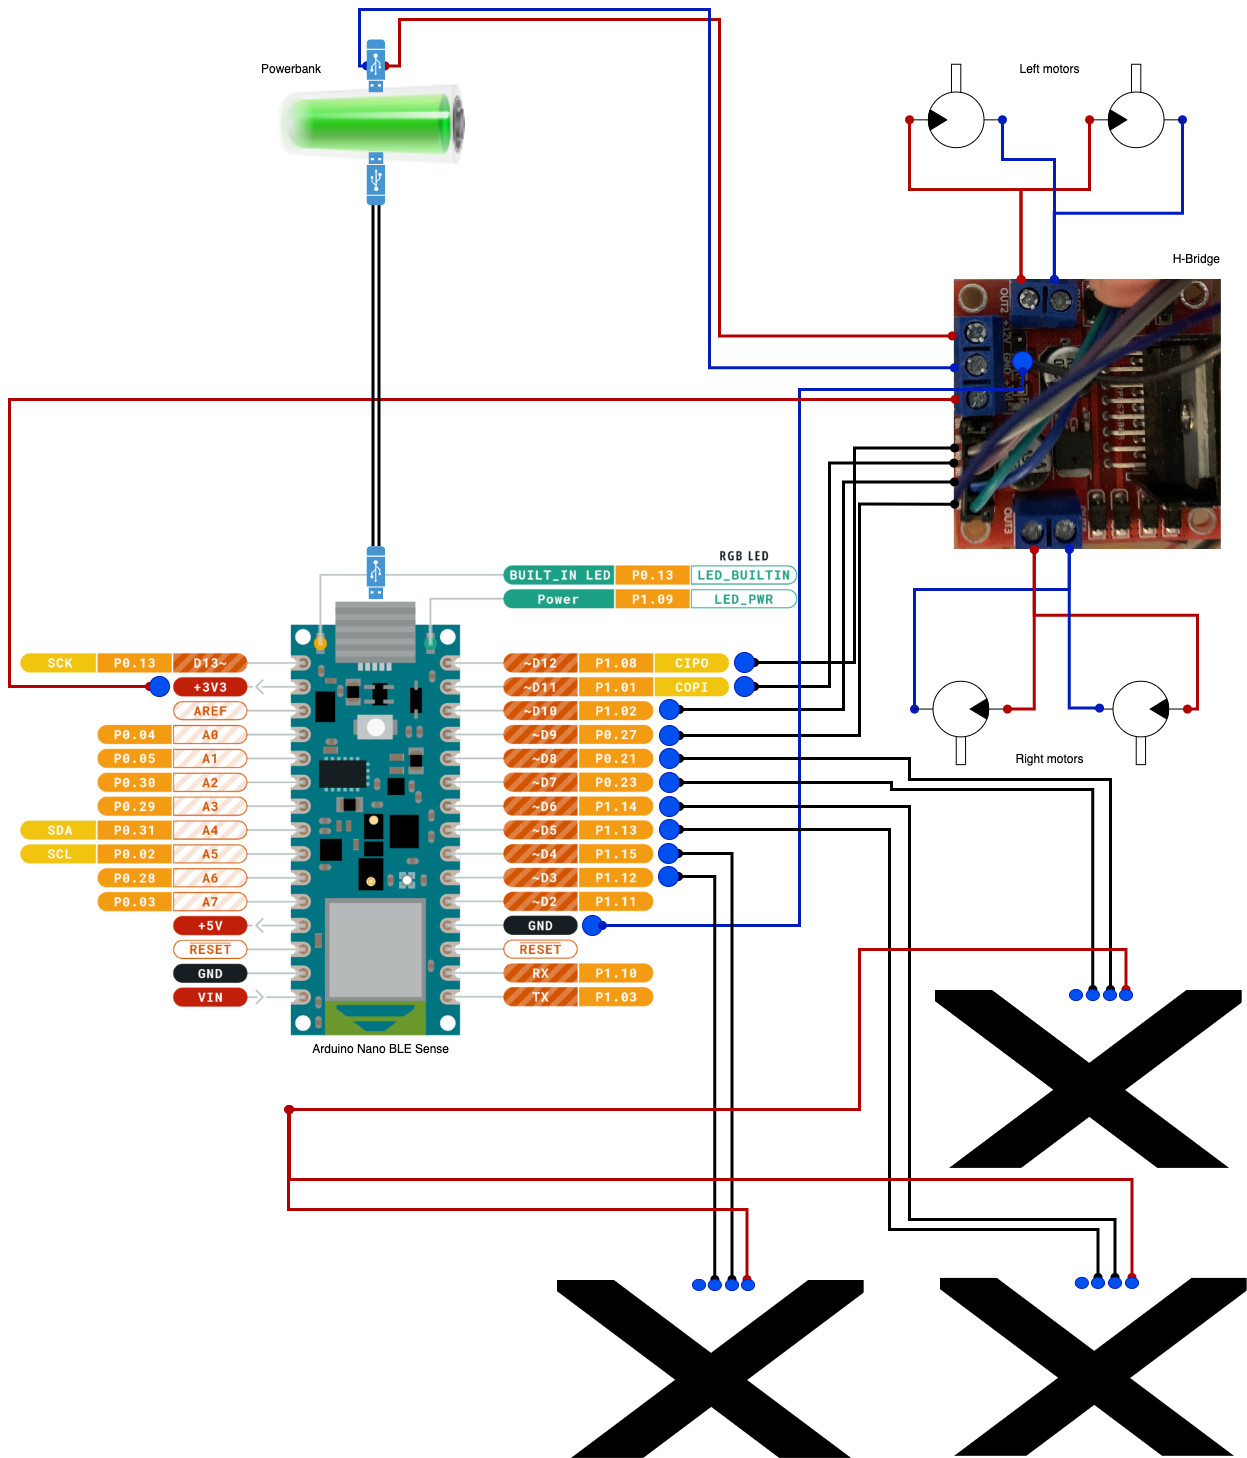 Powerbank
Left motors
H-Bridge
OUT2
+12V
GND
OUT3
RGB LED
BUILT_IN LED P0.13 LED_BUILTIN
Power P1.09 LED_PWR
SCK P0.13 D13~
+3V3
AREF
P0.04 A0
P0.05 A1
P0.30 A2
P0.29 A3
SDA P0.31 A4
SCL P0.02 A5
P0.28 A6
P0.03 A7
+5V
RESET
GND
VIN
~D12 P1.08 CIPO
~D11 P1.01 COPI
~D10 P1.02
~D9 P0.27
~D8 P0.21
~D7 P0.23
~D6 P1.14
~D5 P1.13
~D4 P1.15
~D3 P1.12
~D2 P1.11
GND
RESET
RX P1.10
TX P1.03
Right motors
Arduino Nano BLE Sense